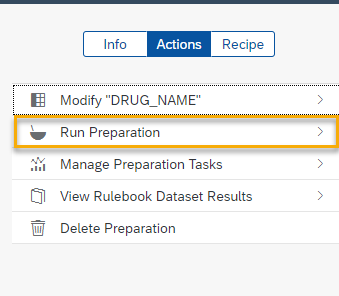 Info
Actions
Recipe
Modify "DRUG_NAME"
Run Preparation
Manage Preparation Tasks
View Rulebook Dataset Results
Delete Preparation